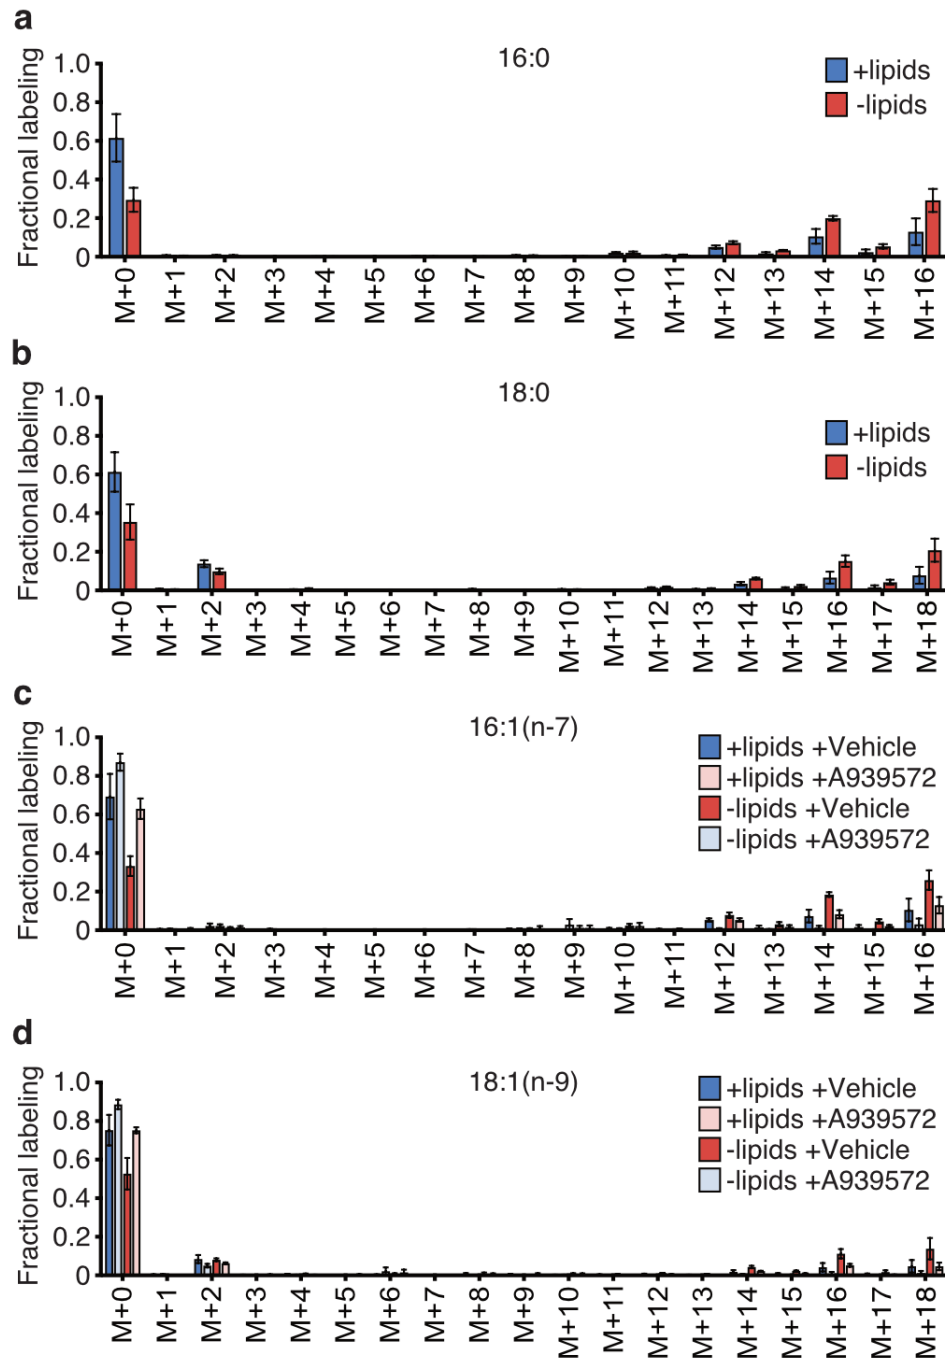 a
16:0
Fractional labeling
1.0
0.8
0.6
0.4
0.2
0
+lipids
-lipids
M+0
M+1
M+2
M+3
M+4
M+5
M+6
M+7
M+8
M+9
M+10
M+11
M+12
M+13
M+14
M+15
M+16
b
18:0
Fractional labeling
1.0
0.8
0.6
0.4
0.2
0
+lipids
-lipids
M+0
M+1
M+2
M+3
M+4
M+5
M+6
M+7
M+8
M+9
M+10
M+11
M+12
M+13
M+14
M+15
M+16
M+17
M+18
c
16:1(n-7)
Fractional labeling
1.0
0.8
0.6
0.4
0.2
0
+lipids +Vehicle
+lipids +A939572
-lipids +Vehicle
-lipids +A939572
M+0
M+1
M+2
M+3
M+4
M+5
M+6
M+7
M+8
M+9
M+10
M+11
M+12
M+13
M+14
M+15
M+16
d
18:1(n-9)
Fractional labeling
1.0
0.8
0.6
0.4
0.2
0
+lipids +Vehicle
+lipids +A939572
-lipids +Vehicle
-lipids +A939572
M+0
M+1
M+2
M+3
M+4
M+5
M+6
M+7
M+8
M+9
M+10
M+11
M+12
M+13
M+14
M+15
M+16
M+17
M+18